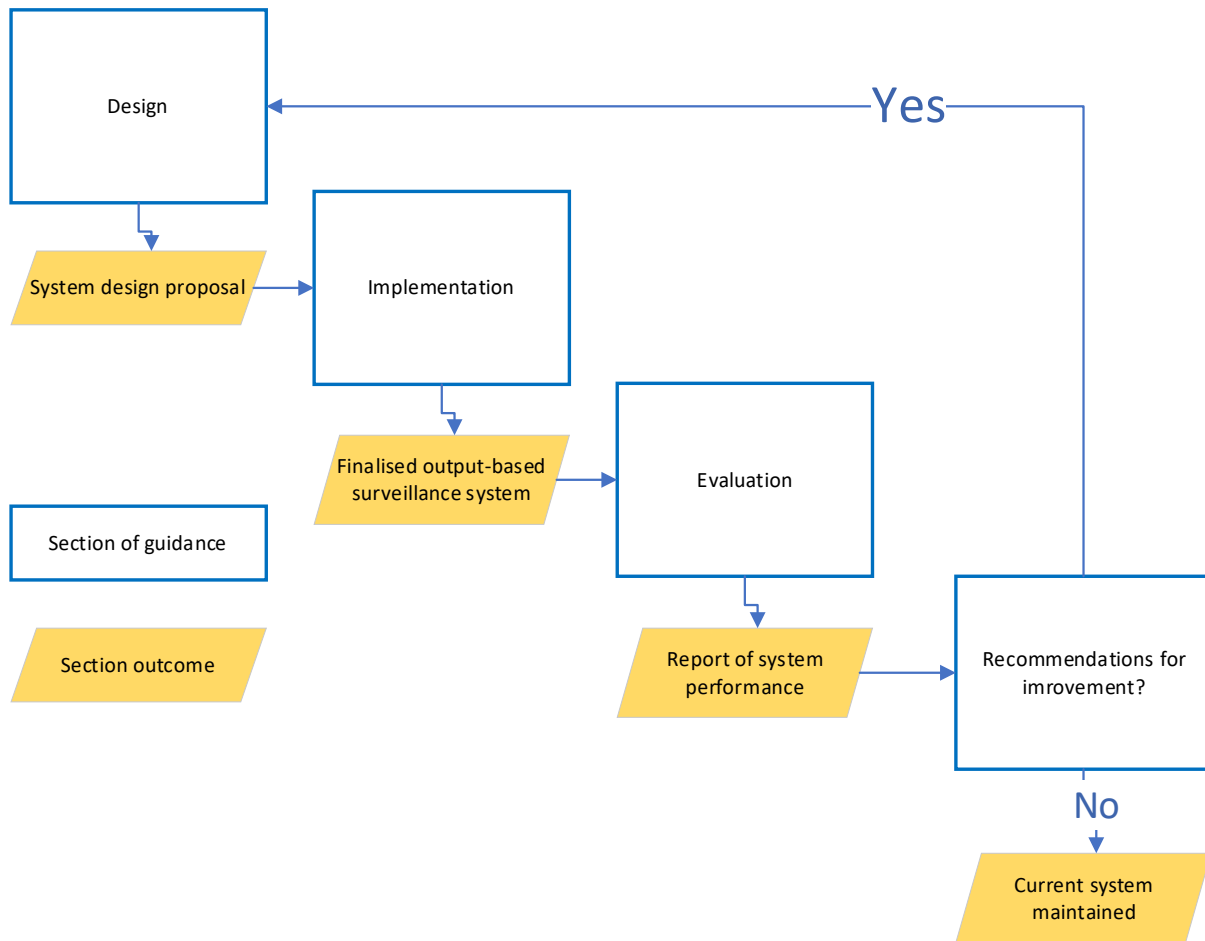 Design
Yes
System design proposal
Implementation
Finalised output-based
surveillance system
Evaluation
Section of guidance
Section outcome
Report of system
performance
Recommendations for
imrovement?
No
Current system
maintained